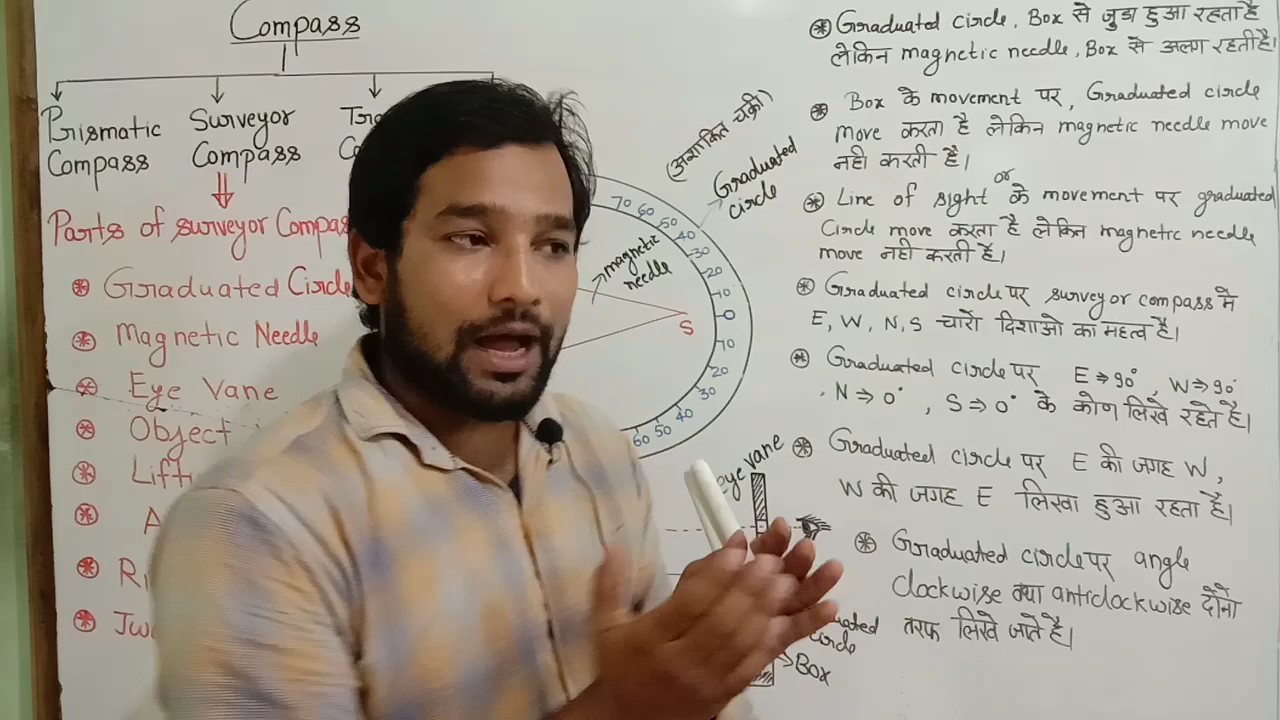 Compass
Prismatic
Compass
Surveyor
Compass
Parts of surveyor Compas
Graduated Circle
Magnetic Needle
Eye Vane
Object
Lift
A
Ri
(अंशांकित चक्री)
Graduated
circle
magnetic
needle
S
70 60 50 40 30 20 10 0 10 20 30 40 50 60
eye vane
circle
Box
Graduated circle, Box से जुड़ा हुआ रहता है
लेकिन magnetic needle, Box से अलग रहती है।
Box के movement पर, Graduated circle
move करता है लेकिन magnetic needle move
नही करती है।
or
Line of sight के movement पर graduated
Circle move करता है लेकिन magnetic needle
move नही करती है।
Graduated circle पर surveyor compass मे
E, W, N, S चारो दिशाओ का महत्व है।
Graduated circle पर E ⇒ 90°, W ⇒ 90°
, N ⇒ 0°, S ⇒ 0° के कोण लिखे रहते है।
Graduated circle पर E की जगह W,
W की जगह E लिखा हुआ रहता है।
Graduated circle पर angle
clockwise तथा anticlockwise दोनो
तरफ लिखे जाते है।